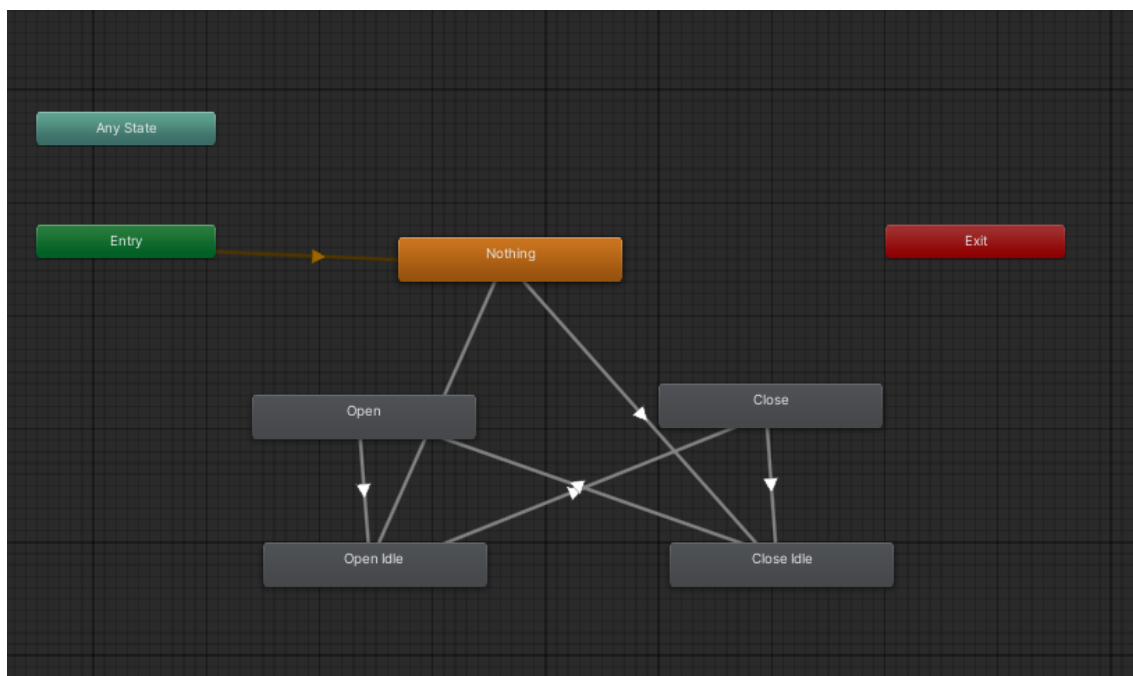 Any State
Entry
Nothing
Exit
Open
Close
Open Idle
Close Idle